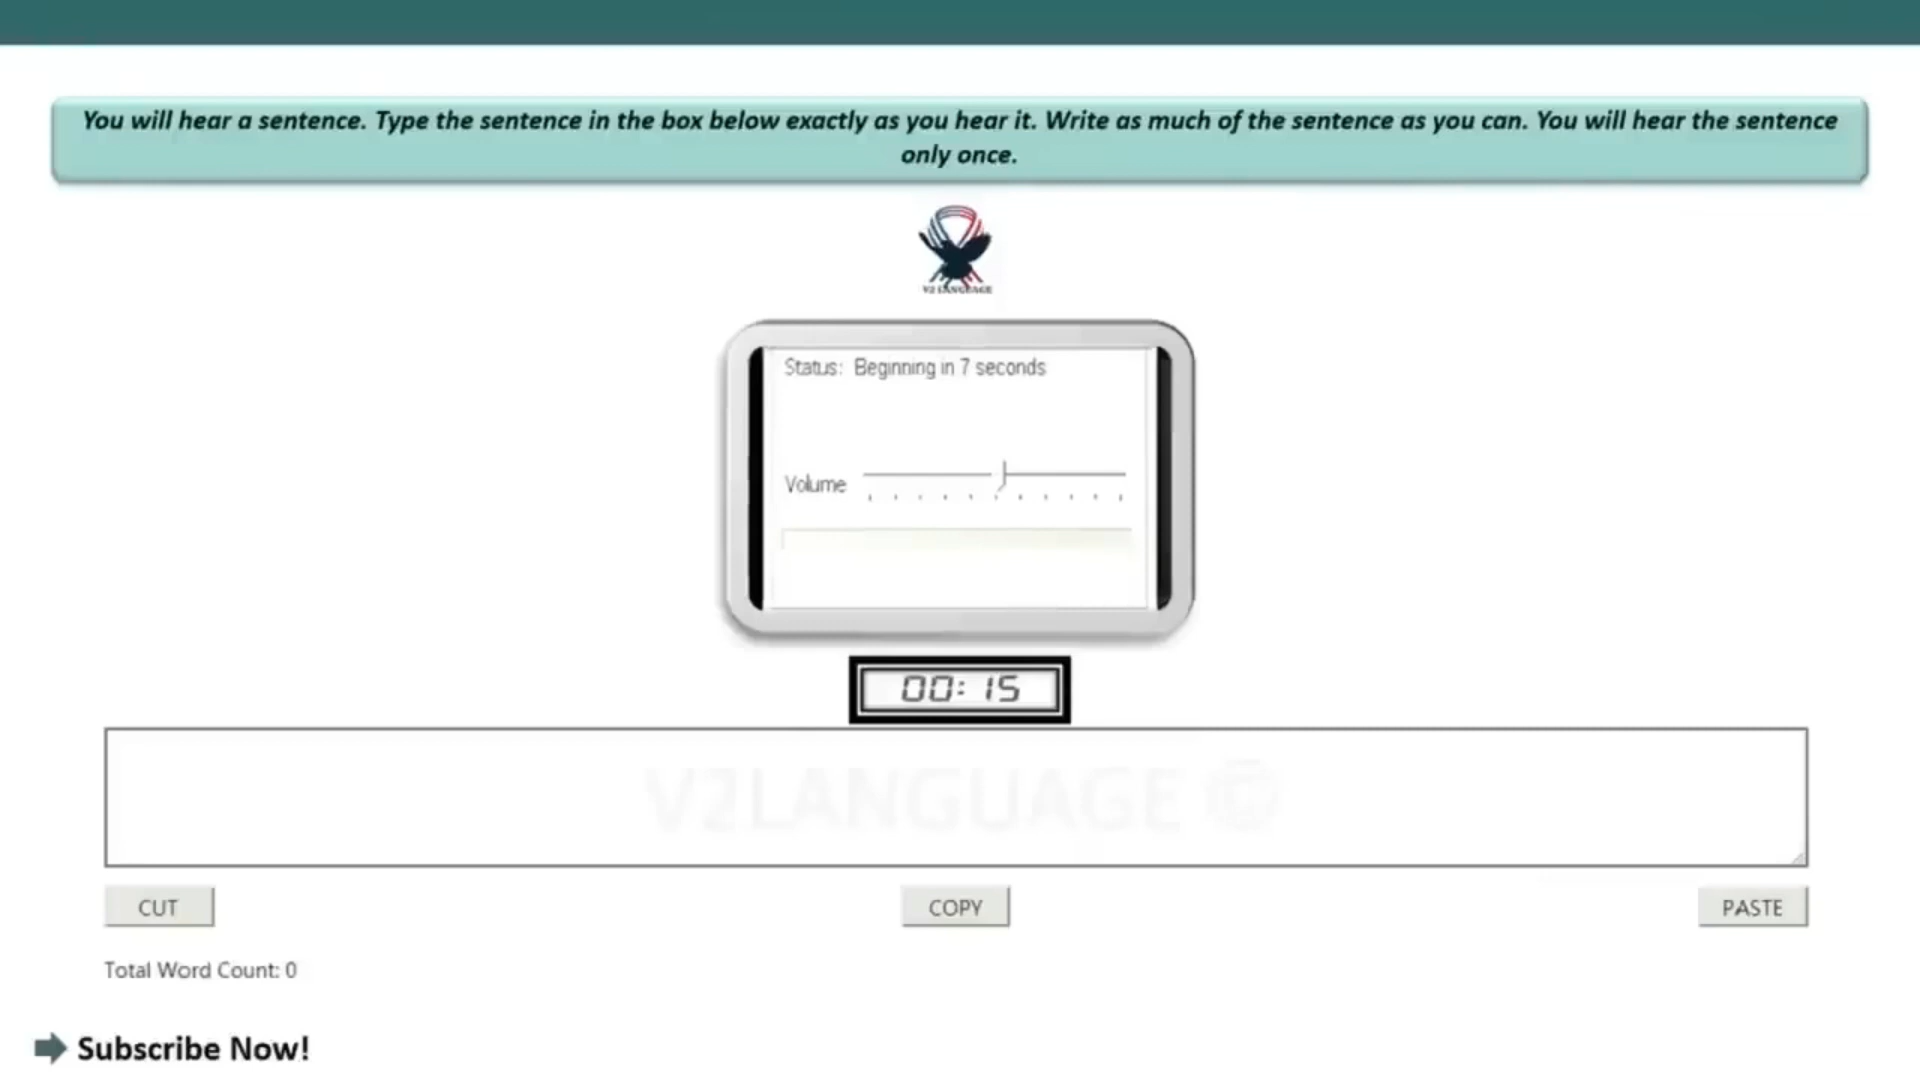 You will hear a sentence. Type the sentence in the box below exactly as you hear it. Write as much of the sentence as you can. You will hear the sentence
only once.
V2 LANGUAGE
Status: Beginning in 7 seconds
Volume
00:15
V2LANGUAGE ©
CUT
COPY
PASTE
Total Word Count: 0
Subscribe Now!